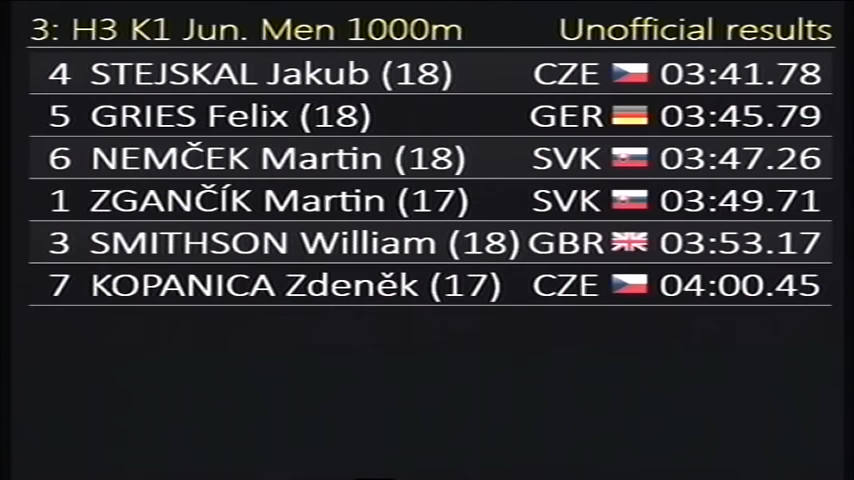 3: H3 K1 Jun. Men 1000m Unofficial results
4 STEJSKAL Jakub (18) CZE 03:41.78
5 GRIES Felix (18) GER 03:45.79
6 NEMČEK Martin (18) SVK 03:47.26
1 ZGANČÍK Martin (17) SVK 03:49.71
3 SMITHSON William (18) GBR 03:53.17
7 KOPANICA Zdeněk (17) CZE 04:00.45